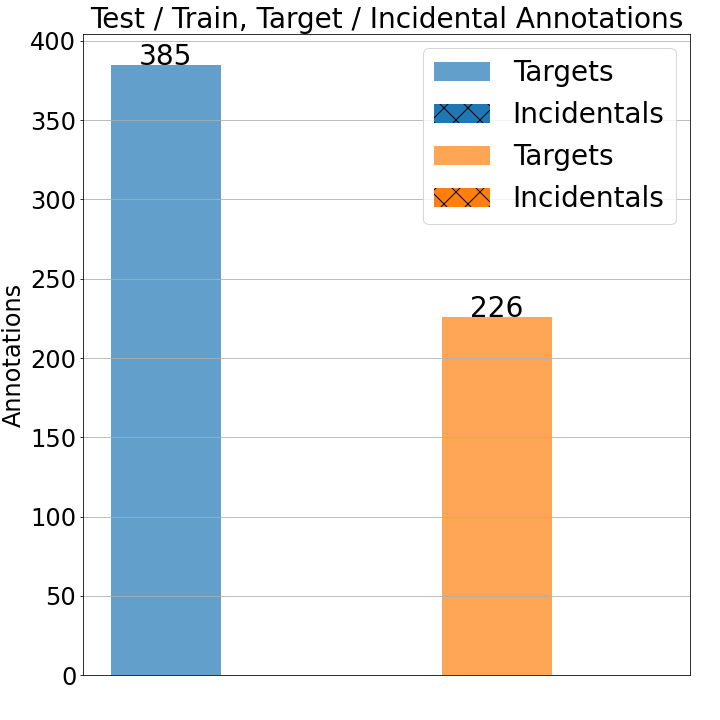 Test / Train, Target / Incidental Annotations
400
350
300
250
200
150
100
50
0
Annotations
385
226
Targets
Incidentals
Targets
Incidentals